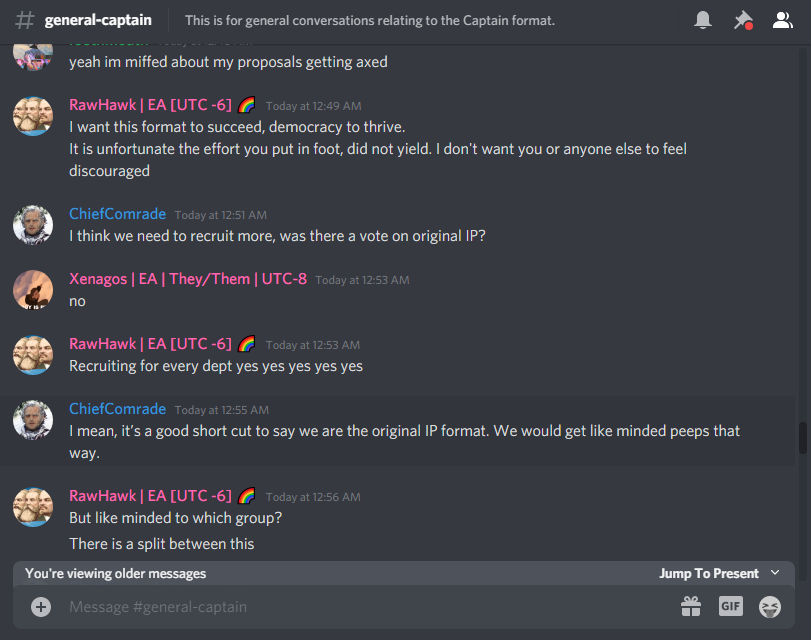 # general-captain This is for general conversations relating to the Captain format.
yeah im miffed about my proposals getting axed
RawHawk | EA [UTC -6] Today at 12:49 AM
I want this format to succeed, democracy to thrive.
It is unfortunate the effort you put in foot, did not yield. I don't want you or anyone else to feel
discouraged
ChiefComrade Today at 12:51 AM
I think we need to recruit more, was there a vote on original IP?
Xenagos | EA | They/Them | UTC-8 Today at 12:53 AM
no
RawHawk | EA [UTC -6] Today at 12:53 AM
Recruiting for every dept yes yes yes yes yes
ChiefComrade Today at 12:55 AM
I mean, it's a good short cut to say we are the original IP format. We would get like minded peeps that
way.
RawHawk | EA [UTC -6] Today at 12:56 AM
But like minded to which group?
There is a split between this
You're viewing older messages Jump To Present
Message #general-captain GIF